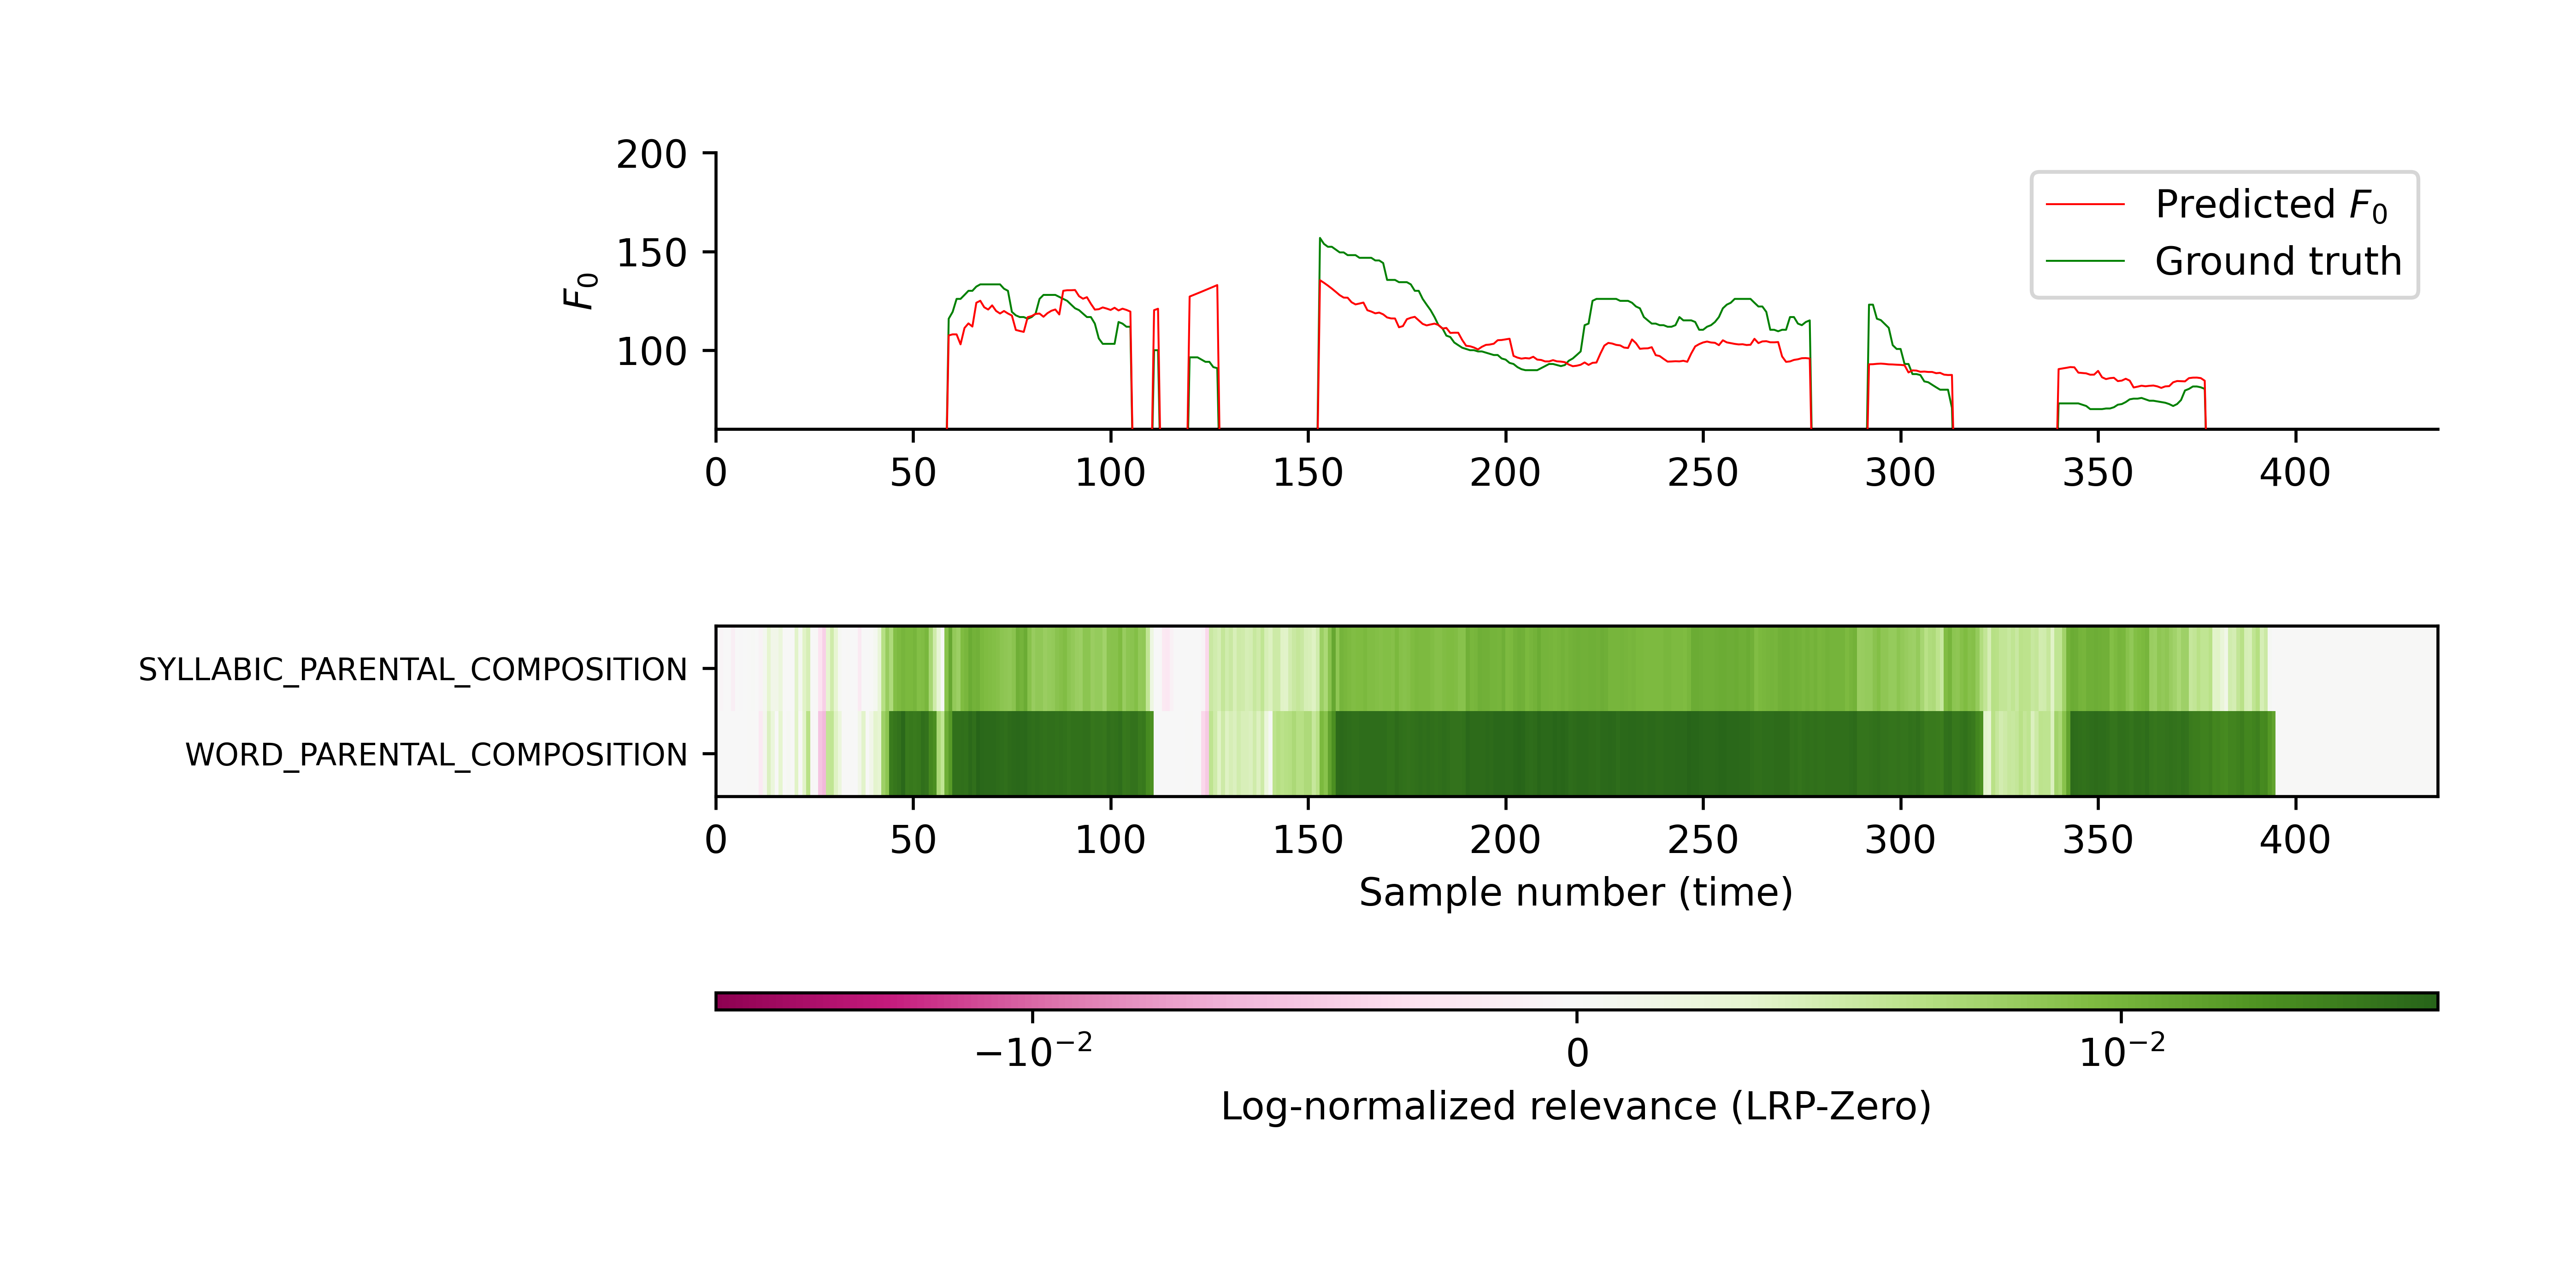 200
150
100
F₀
Predicted F₀
Ground truth
0 50 100 150 200 250 300 350 400
SYLLABIC_PARENTAL_COMPOSITION
WORD_PARENTAL_COMPOSITION
0 50 100 150 200 250 300 350 400
Sample number (time)
−10⁻² 0 10⁻²
Log-normalized relevance (LRP-Zero)